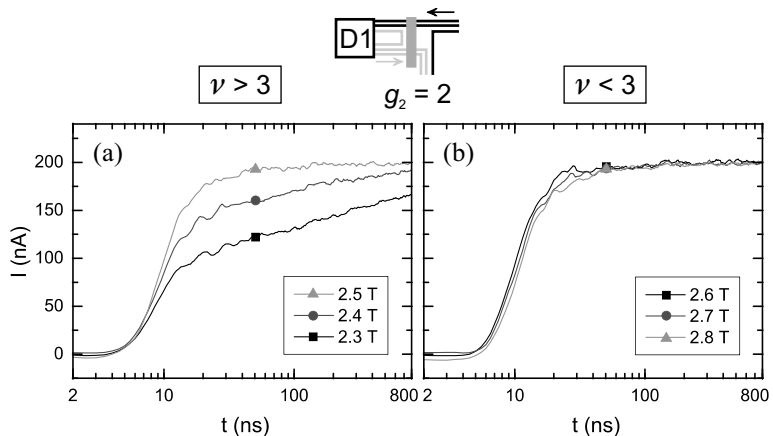 D1
g₂ = 2
ν > 3
ν < 3
(a)
(b)
I (nA)
200
150
100
50
0
2.5 T
2.4 T
2.3 T
2.6 T
2.7 T
2.8 T
2 10 100 800
2 10 100 800
t (ns)
t (ns)